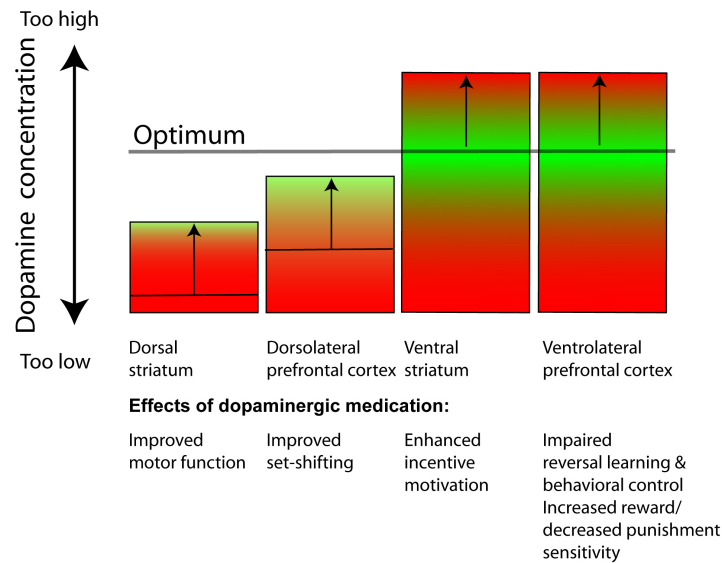 Too high
Dopamine concentration
Optimum
Too low
Dorsal
striatum
Dorsolateral
prefrontal cortex
Ventral
striatum
Ventrolateral
prefrontal cortex
Effects of dopaminergic medication:
Improved
motor function
Improved
set-shifting
Enhanced
incentive
motivation
Impaired
reversal learning &
behavioral control
Increased reward/
decreased punishment
sensitivity